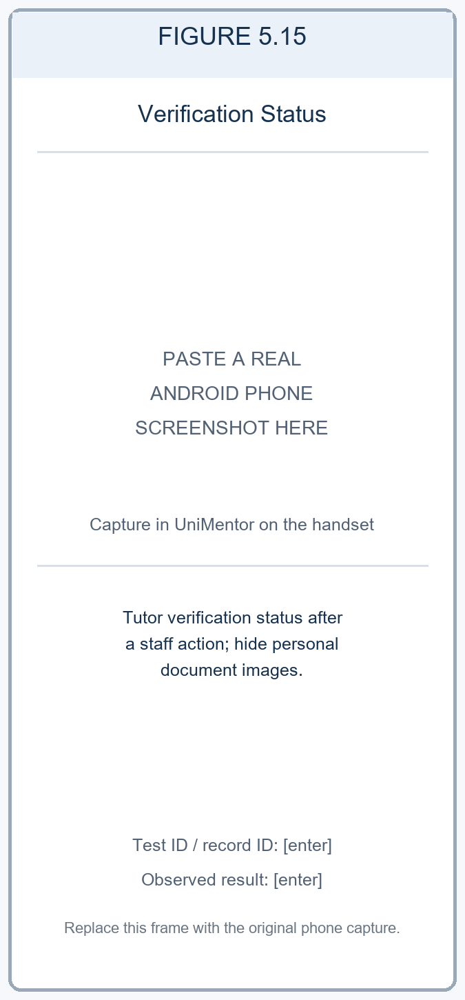 FIGURE 5.15
Verification Status
PASTE A REAL
ANDROID PHONE
SCREENSHOT HERE
Capture in UniMentor on the handset
Tutor verification status after
a staff action; hide personal
document images.
Test ID / record ID: [enter]
Observed result: [enter]
Replace this frame with the original phone capture.